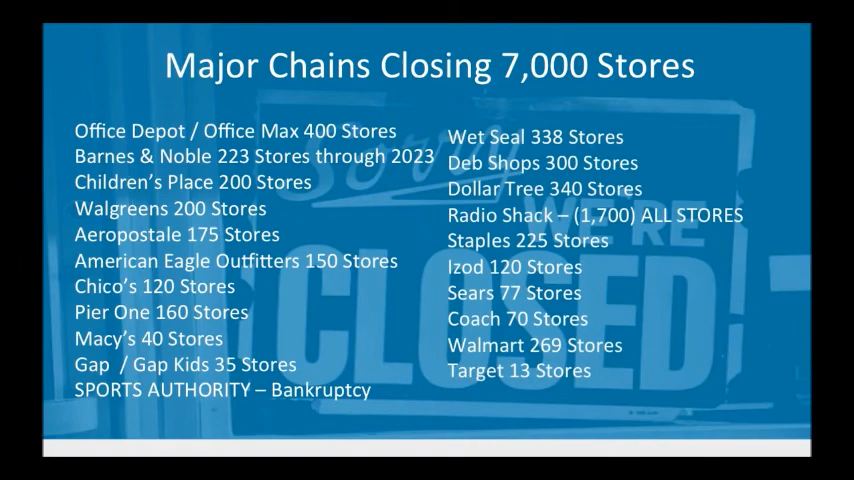 Major Chains Closing 7,000 Stores
Office Depot / Office Max 400 Stores
Barnes & Noble 223 Stores through 2023
Children's Place 200 Stores
Walgreens 200 Stores
Aeropostale 175 Stores
American Eagle Outfitters 150 Stores
Chico's 120 Stores
Pier One 160 Stores
Macy's 40 Stores
Gap / Gap Kids 35 Stores
SPORTS AUTHORITY – Bankruptcy
Wet Seal 338 Stores
Deb Shops 300 Stores
Dollar Tree 340 Stores
Radio Shack – (1,700) ALL STORES
Staples 225 Stores
Izod 120 Stores
Sears 77 Stores
Coach 70 Stores
Walmart 269 Stores
Target 13 Stores
Sorry
WE'RE
CLOSED